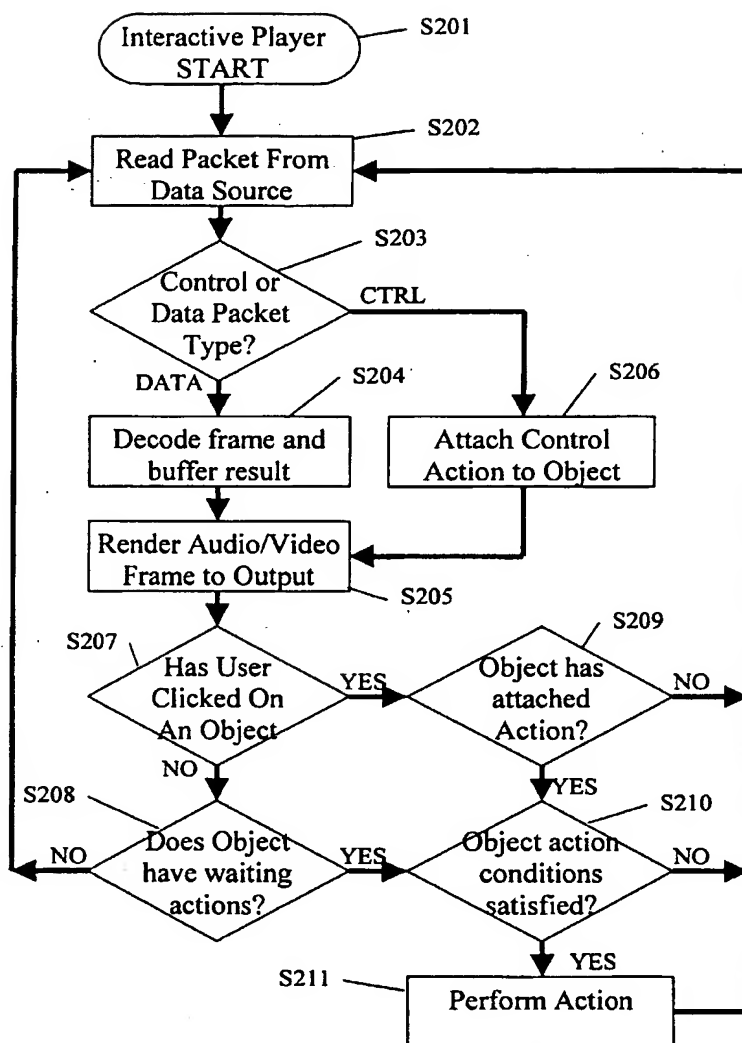 Interactive Player
START
S201
S202
Read Packet From
Data Source
S203
Control or
Data Packet
Type?
CTRL
DATA
S204
S206
Decode frame and
buffer result
Attach Control
Action to Object
Render Audio/Video
Frame to Output
S205
S207
S209
Has User
Clicked On
An Object
YES
Object has
attached
Action?
NO
NO
YES
S208
S210
Does Object
have waiting
actions?
NO
YES
Object action
conditions
satisfied?
NO
YES
S211
Perform Action